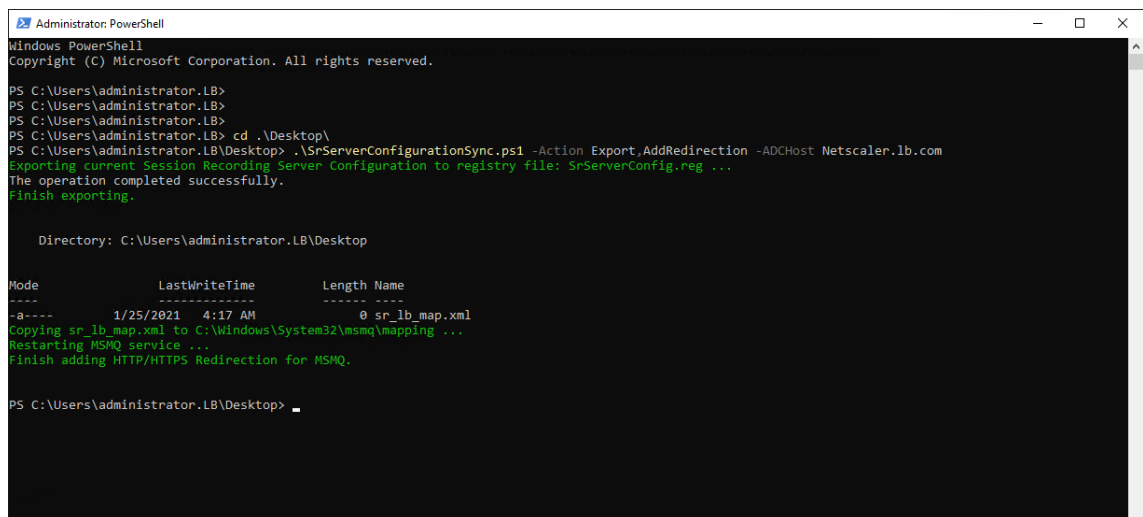 Administrator: PowerShell
Windows PowerShell
Copyright (C) Microsoft Corporation. All rights reserved.
PS C:\Users\administrator.LB>
PS C:\Users\administrator.LB>
PS C:\Users\administrator.LB>
PS C:\Users\administrator.LB> cd .\Desktop\
PS C:\Users\administrator.LB\Desktop> .\SrServerConfigurationSync.ps1 -Action Export,AddRedirection -ADCHost Netscaler.lb.com
Exporting current Session Recording Server Configuration to registry file: SrServerConfig.reg ...
The operation completed successfully.
Finish exporting.
Directory: C:\Users\administrator.LB\Desktop
Mode LastWriteTime Length Name
---- ------------- ------ ----
-a---- 1/25/2021 4:17 AM 0 sr_lb_map.xml
Copying sr_lb_map.xml to C:\Windows\System32\msmq\mapping ...
Restarting MSMQ service ...
Finish adding HTTP/HTTPS Redirection for MSMQ.
PS C:\Users\administrator.LB\Desktop>